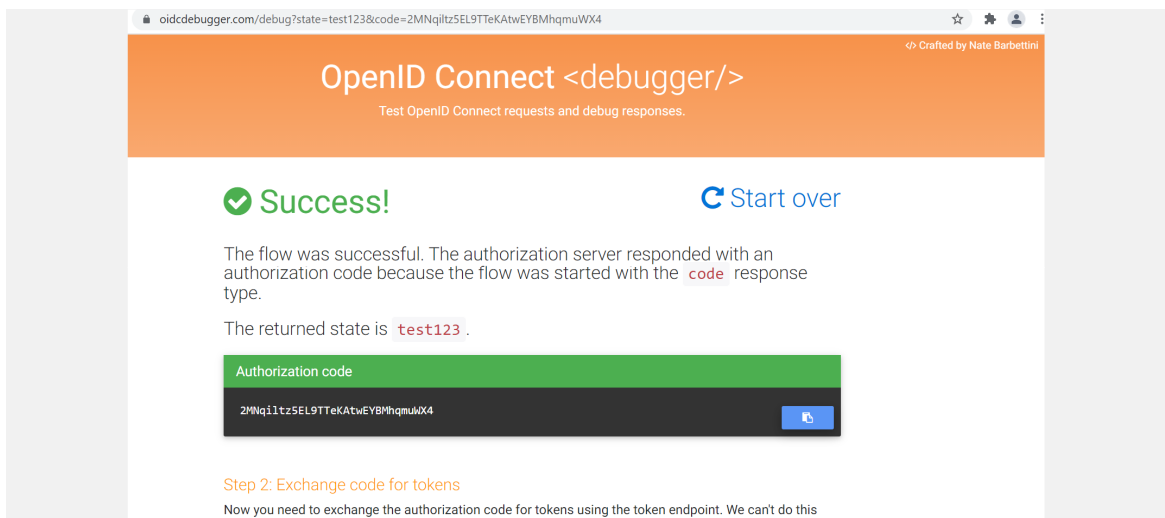 oidcdebugger.com/debug?state=test123&code=2MNqiltz5EL9TTeKAtwEYBMhqmuWX4
</> Crafted by Nate Barbettini
OpenID Connect <debugger/>
Test OpenID Connect requests and debug responses.
Success!
Start over
The flow was successful. The authorization server responded with an
authorization code because the flow was started with the code response
type.
The returned state is test123 .
Authorization code
2MNqiltz5EL9TTeKAtwEYBMhqmuWX4
Step 2: Exchange code for tokens
Now you need to exchange the authorization code for tokens using the token endpoint. We can't do this